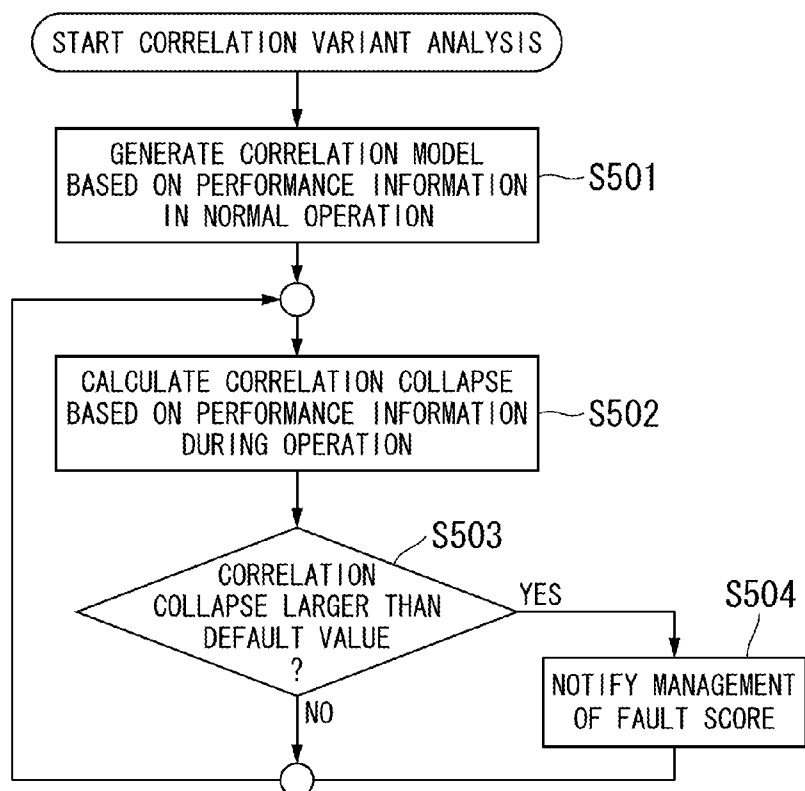 START CORRELATION VARIANT ANALYSIS
GENERATE CORRELATION MODEL
BASED ON PERFORMANCE INFORMATION
IN NORMAL OPERATION
S501
CALCULATE CORRELATION COLLAPSE
BASED ON PERFORMANCE INFORMATION
DURING OPERATION
S502
S503
CORRELATION
COLLAPSE LARGER THAN
DEFAULT VALUE
?
YES
NO
S504
NOTIFY MANAGEMENT
OF FAULT SCORE